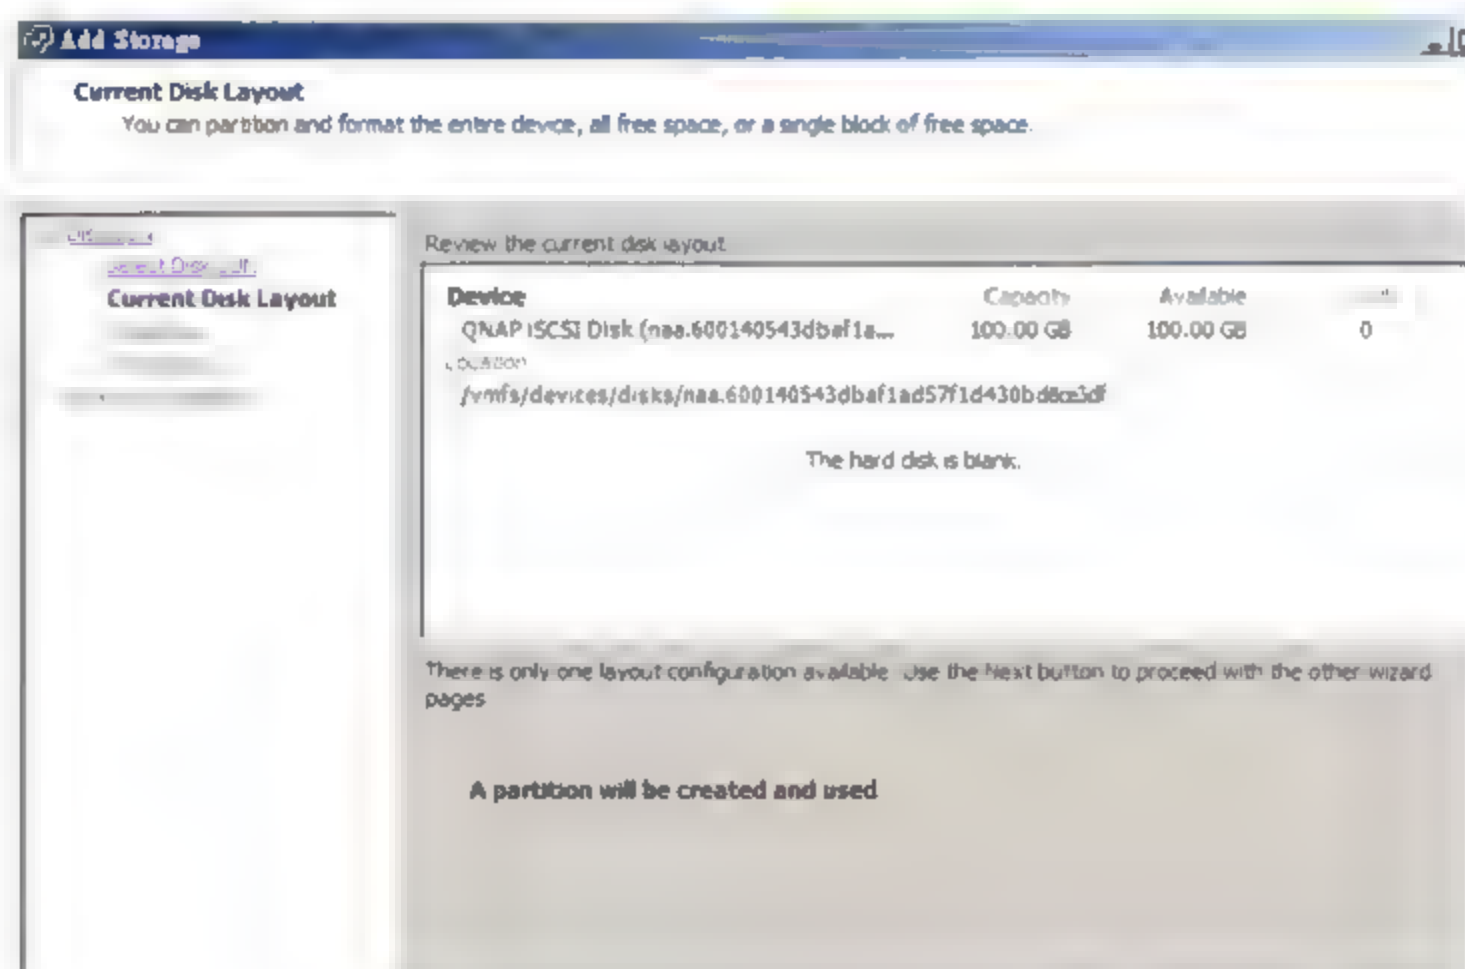 Add Storage
Current Disk Layout
You can partition and format the entire device, all free space, or a single block of free space.
Review the current disk layout
Current Disk Layout
Device Capacity Available
QNAP iSCSI Disk (naa.600140543dbaf1a... 100.00 GB 100.00 GB 0
Location
/vmfs/devices/disks/naa.600140543dbaf1ad57f1d430bd8ce3df
The hard disk is blank.
There is only one layout configuration available. Use the Next button to proceed with the other wizard
pages
A partition will be created and used